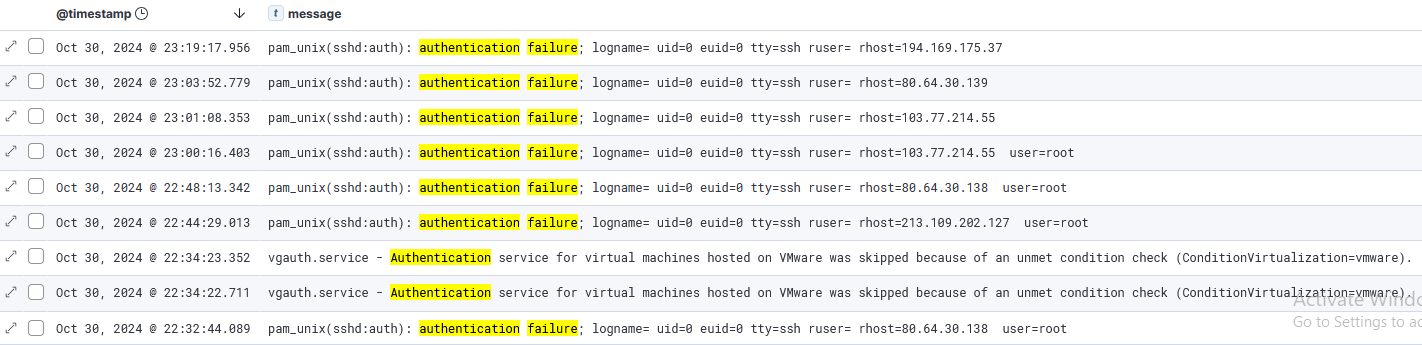 @timestamp t message
Oct 30, 2024 @ 23:19:17.956 pam_unix(sshd:auth): authentication failure; logname= uid=0 euid=0 tty=ssh ruser= rhost=194.169.175.37
Oct 30, 2024 @ 23:03:52.779 pam_unix(sshd:auth): authentication failure; logname= uid=0 euid=0 tty=ssh ruser= rhost=80.64.30.139
Oct 30, 2024 @ 23:01:08.353 pam_unix(sshd:auth): authentication failure; logname= uid=0 euid=0 tty=ssh ruser= rhost=103.77.214.55
Oct 30, 2024 @ 23:00:16.403 pam_unix(sshd:auth): authentication failure; logname= uid=0 euid=0 tty=ssh ruser= rhost=103.77.214.55 user=root
Oct 30, 2024 @ 22:48:13.342 pam_unix(sshd:auth): authentication failure; logname= uid=0 euid=0 tty=ssh ruser= rhost=80.64.30.138 user=root
Oct 30, 2024 @ 22:44:29.013 pam_unix(sshd:auth): authentication failure; logname= uid=0 euid=0 tty=ssh ruser= rhost=213.109.202.127 user=root
Oct 30, 2024 @ 22:34:23.352 vgauth.service - Authentication service for virtual machines hosted on VMware was skipped because of an unmet condition check (ConditionVirtualization=vmware).
Oct 30, 2024 @ 22:34:22.711 vgauth.service - Authentication service for virtual machines hosted on VMware was skipped because of an unmet condition check (ConditionVirtualization=vmware).
Activate Windo
Go to Settings to ac
Oct 30, 2024 @ 22:32:44.089 pam_unix(sshd:auth): authentication failure; logname= uid=0 euid=0 tty=ssh ruser= rhost=80.64.30.138 user=root